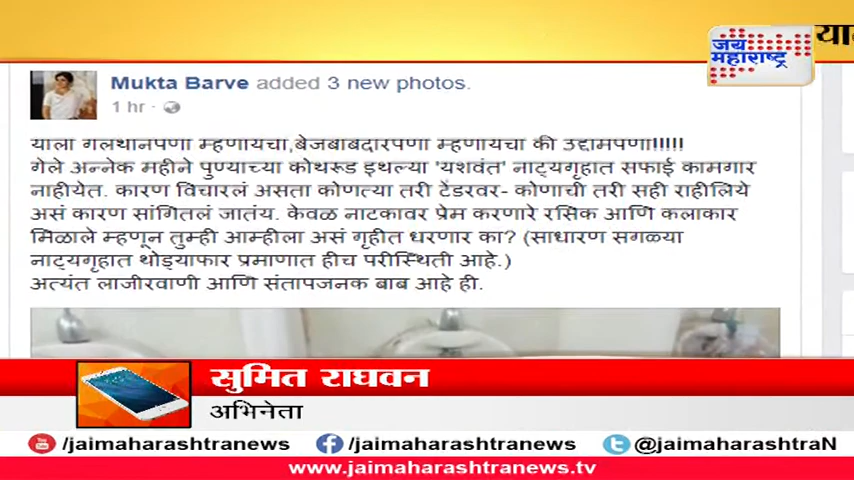 या
जय
महाराष्ट्र
Mukta Barve added 3 new photos.
1 hr ·
याला गलथानपणा म्हणायचा,बेजबाबदारपणा म्हणायचा की उद्दामपणा!!!!!
गेले अन्नेक महीने पुण्याच्या कोथरूड इथल्या 'यशवंत' नाट्यगृहात सफाई कामगार
नाहीयेत. कारण विचारलं असता कोणत्या तरी टेंडरवर- कोणाची तरी सही राहीलिये
असं कारण सांगितलं जातंय. केवळ नाटकावर प्रेम करणारे रसिक आणि कलाकार
मिळाले म्हणून तुम्ही आम्हीला असं गृहीत धरणार का? (साधारण सगळ्या
नाट्यगृहात थोड्याफार प्रमाणात हीच परीस्थिती आहे.)
अत्यंत लाजीरवाणी आणि संतापजनक बाब आहे ही.
सुमित राघवन
अभिनेता
/jaimaharashtranews /jaimaharashtranews @jaimaharashtraN
www.jaimaharashtranews.tv